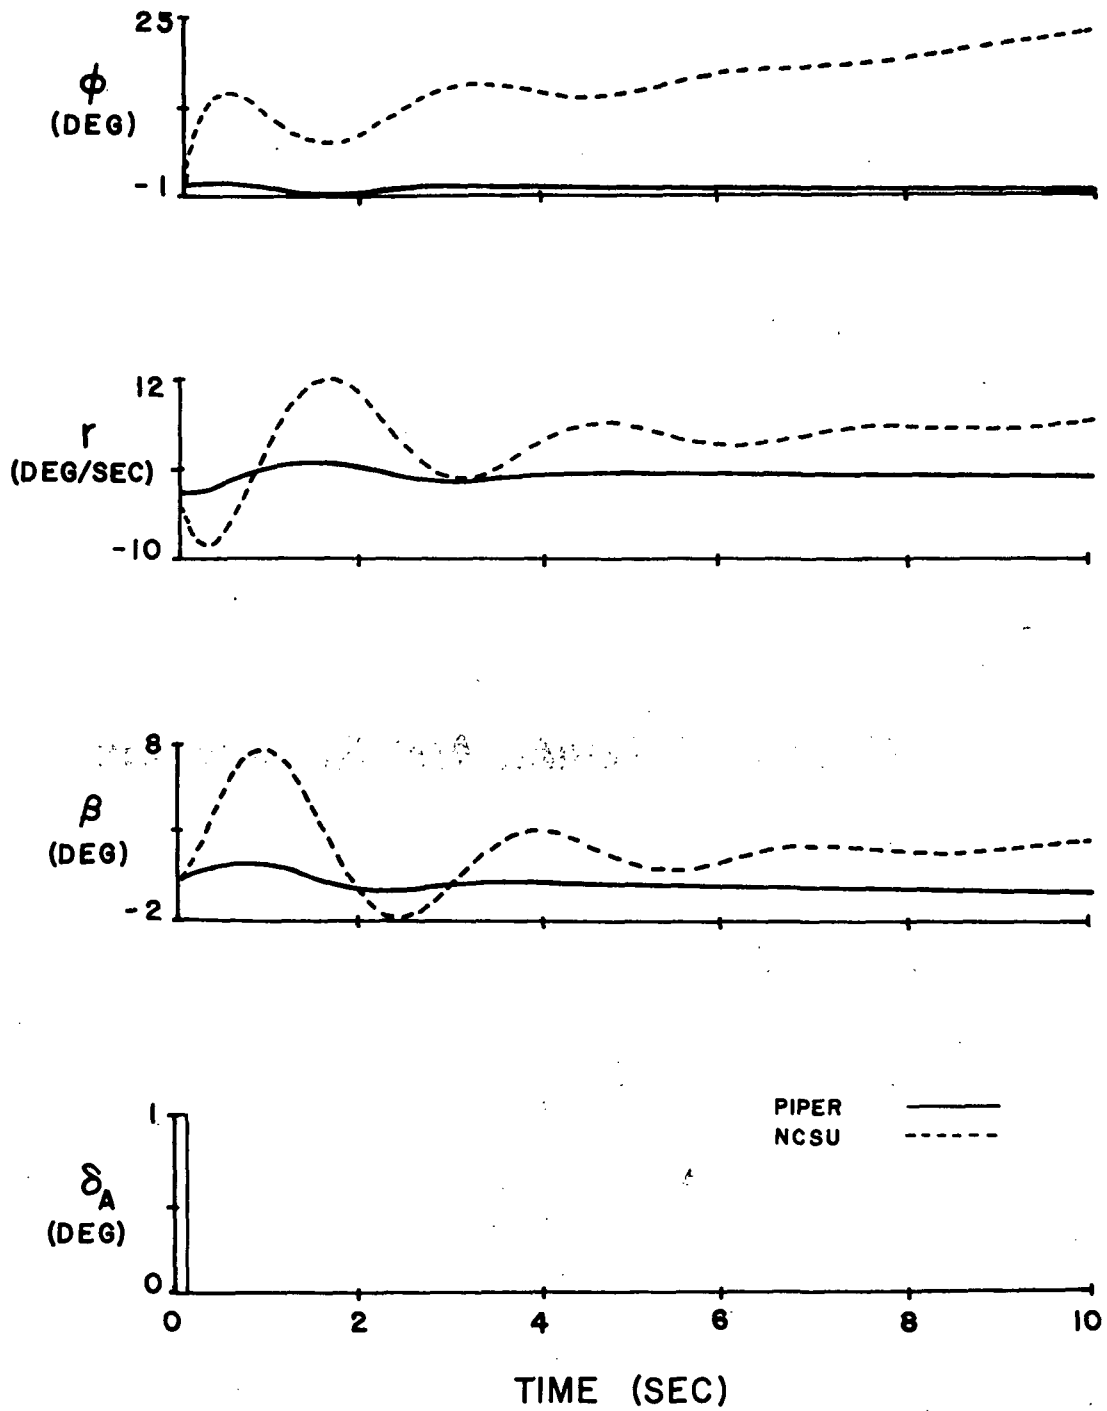 25
φ
(DEG)
-1
12
r
(DEG/SEC)
-10
8
β
(DEG)
-2
1
PIPER
NCSU
δA
(DEG)
0
0 2 4 6 8 10
TIME (SEC)